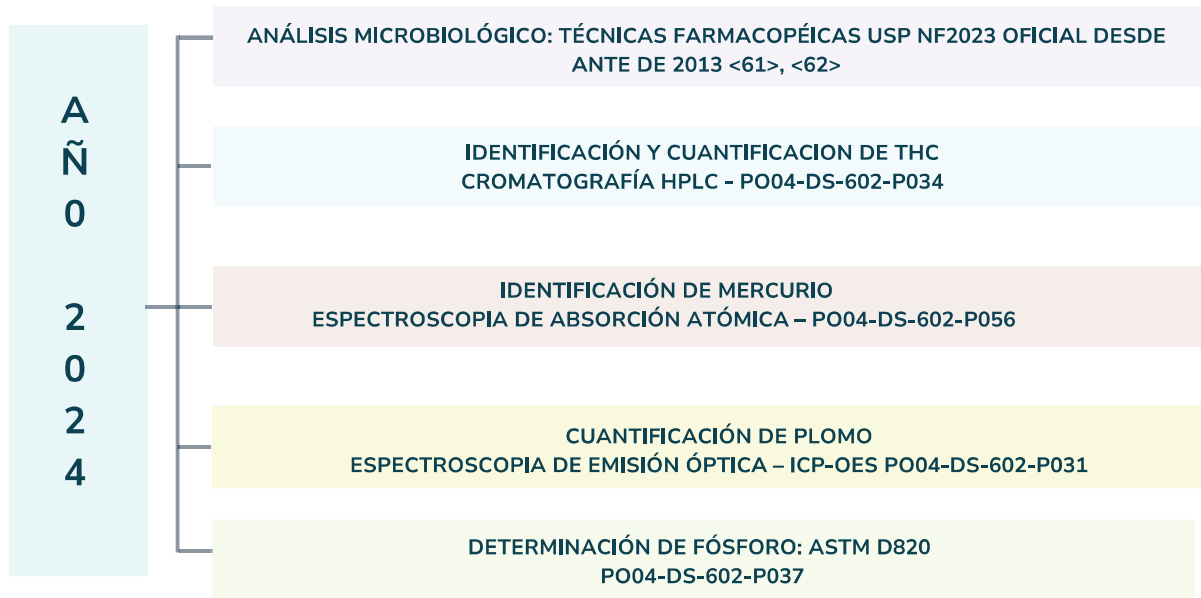 AÑ0 2024
ANÁLISIS MICROBIOLÓGICO: TÉCNICAS FARMACOPÉICAS USP NF2023 OFICIAL DESDE
ANTE DE 2013 <61>, <62>
IDENTIFICACIÓN Y CUANTIFICACION DE THC
CROMATOGRAFÍA HPLC - PO04-DS-602-P034
IDENTIFICACIÓN DE MERCURIO
ESPECTROSCOPIA DE ABSORCIÓN ATÓMICA – PO04-DS-602-P056
CUANTIFICACIÓN DE PLOMO
ESPECTROSCOPIA DE EMISIÓN ÓPTICA – ICP-OES PO04-DS-602-P031
DETERMINACIÓN DE FÓSFORO: ASTM D820
PO04-DS-602-P037